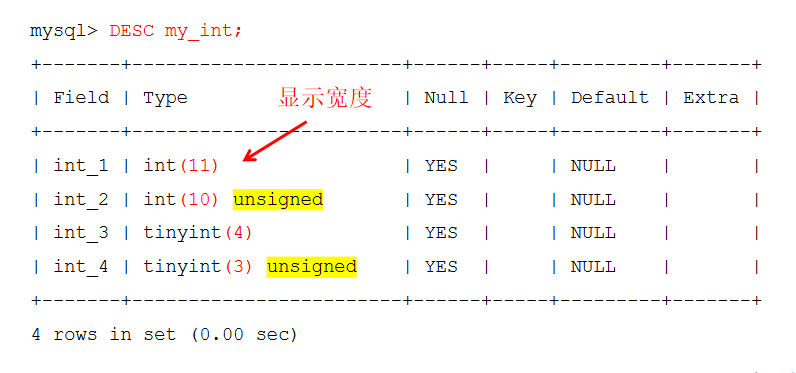 mysql> DESC my_int;
+-------+------------------------+------+-----+---------+-------+
| Field | Type 显示宽度 | Null | Key | Default | Extra |
+-------+------------------------+------+-----+---------+-------+
| int_1 | int(11) | YES | | NULL | |
| int_2 | int(10) unsigned | YES | | NULL | |
| int_3 | tinyint(4) | YES | | NULL | |
| int_4 | tinyint(3) unsigned | YES | | NULL | |
+-------+------------------------+------+-----+---------+-------+
4 rows in set (0.00 sec)